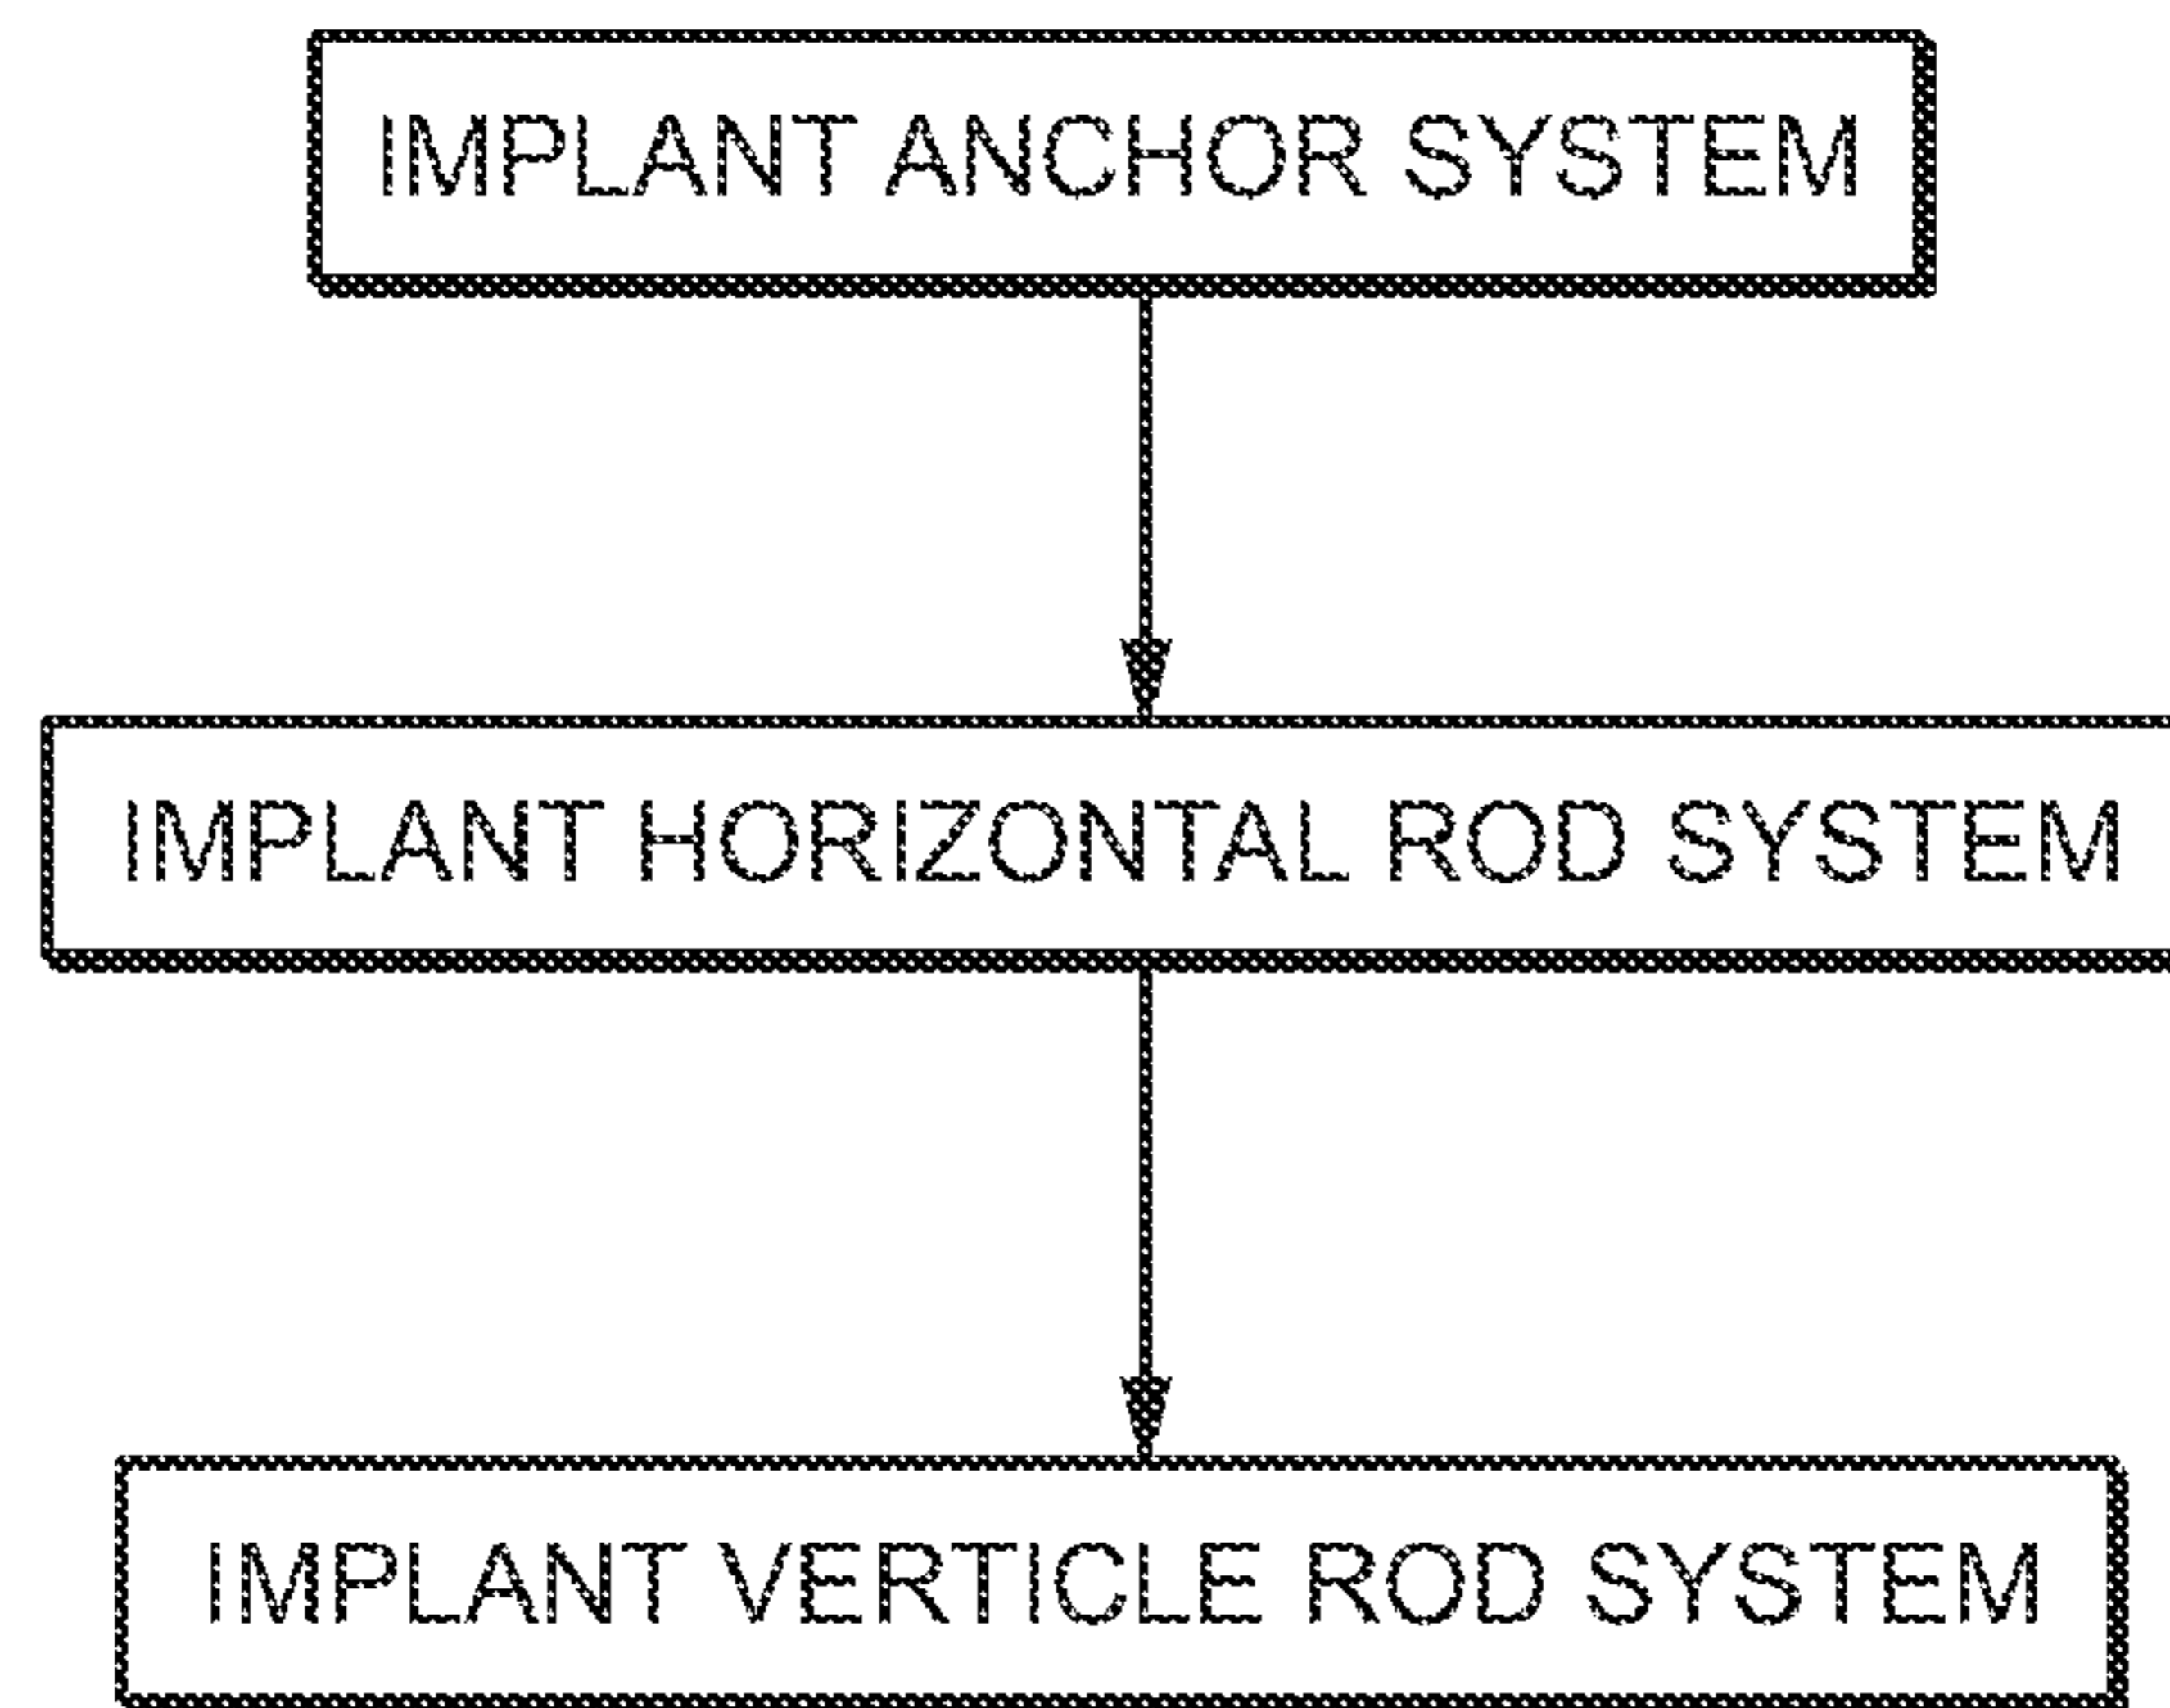 IMPLANT ANCHOR SYSTEM
IMPLANT HORIZONTAL ROD SYSTEM
IMPLANT VERTICLE ROD SYSTEM